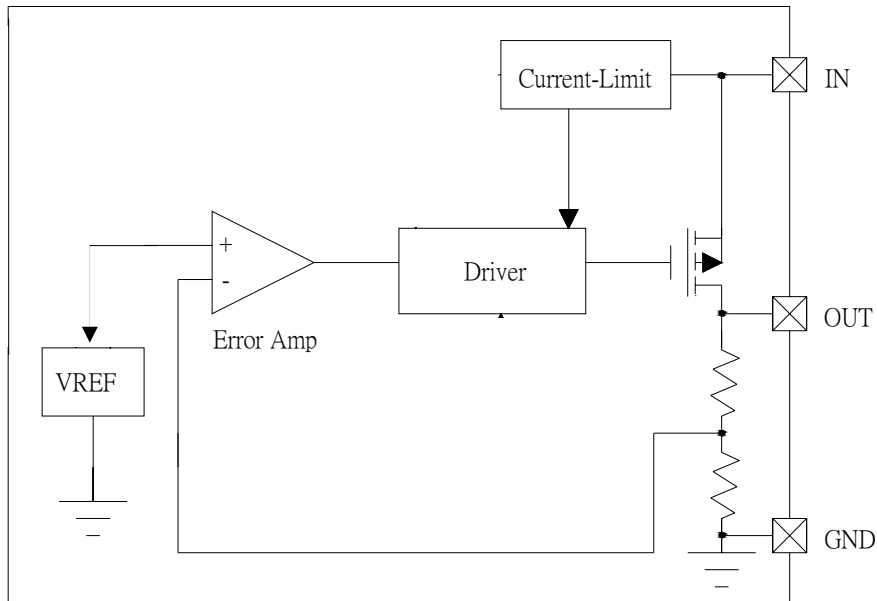 Current-Limit
IN
+
-
Driver
Error Amp
OUT
VREF
GND